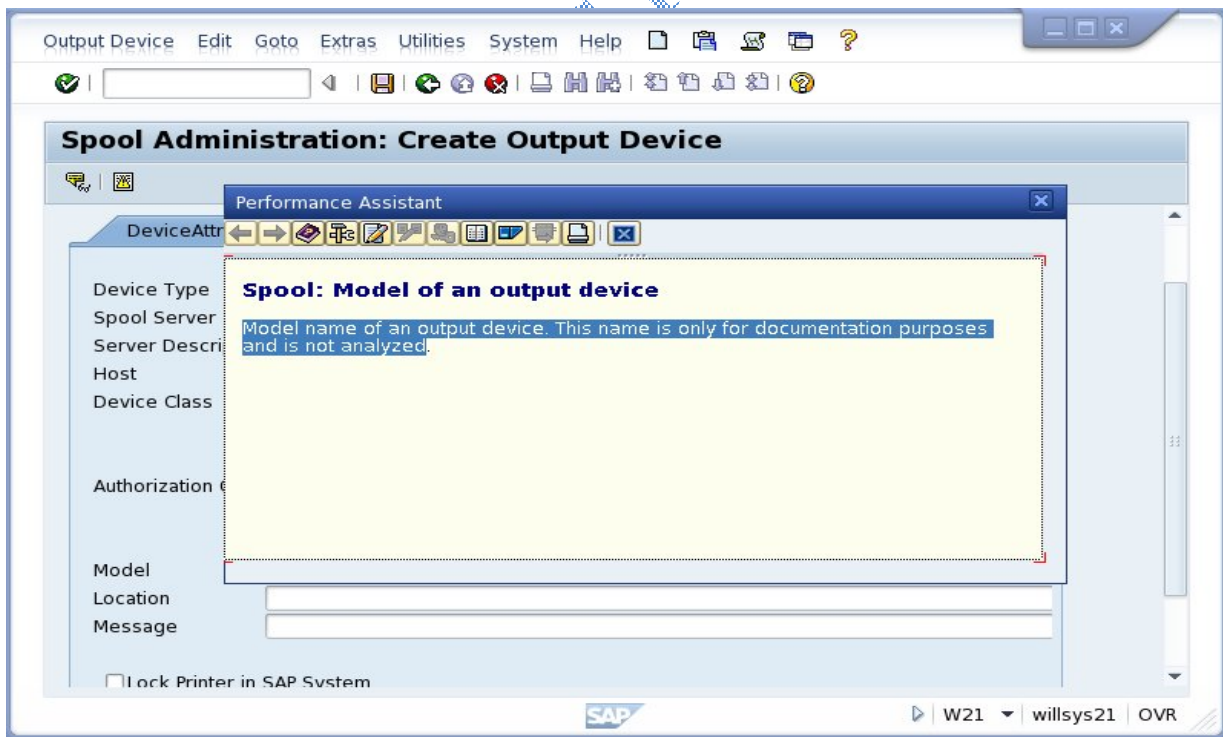 Output Device Edit Goto Extras Utilities System Help
Spool Administration: Create Output Device
Performance Assistant
DeviceAttr
Device Type
Spool Server
Server Descri
Host
Device Class
Authorization
Spool: Model of an output device
Model name of an output device. This name is only for documentation purposes
and is not analyzed.
Model
Location
Message
Lock Printer in SAP System
SAP
W21 willsys21 OVR